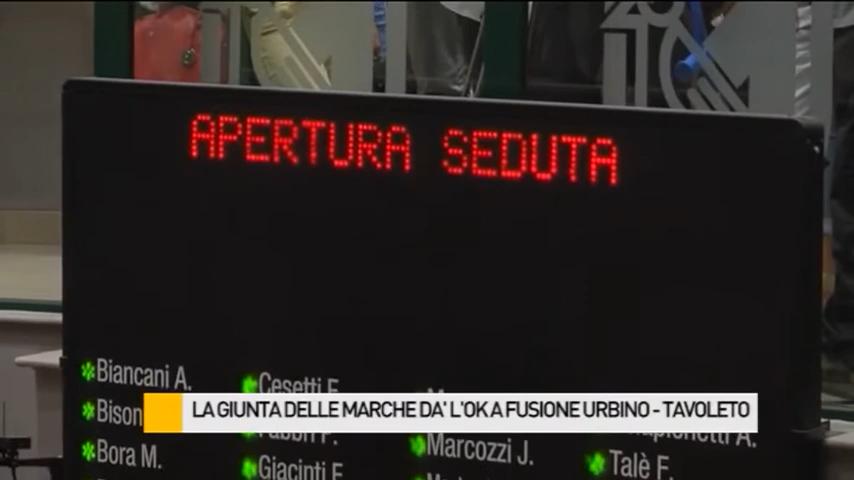 APERTURA SEDUTA
Biancani A.
Cesetti F.
Bora M.
Giacinti F.
Marcozzi J.
Talè F.
LA GIUNTA DELLE MARCHE DA' L'OK A FUSIONE URBINO - TAVOLETO